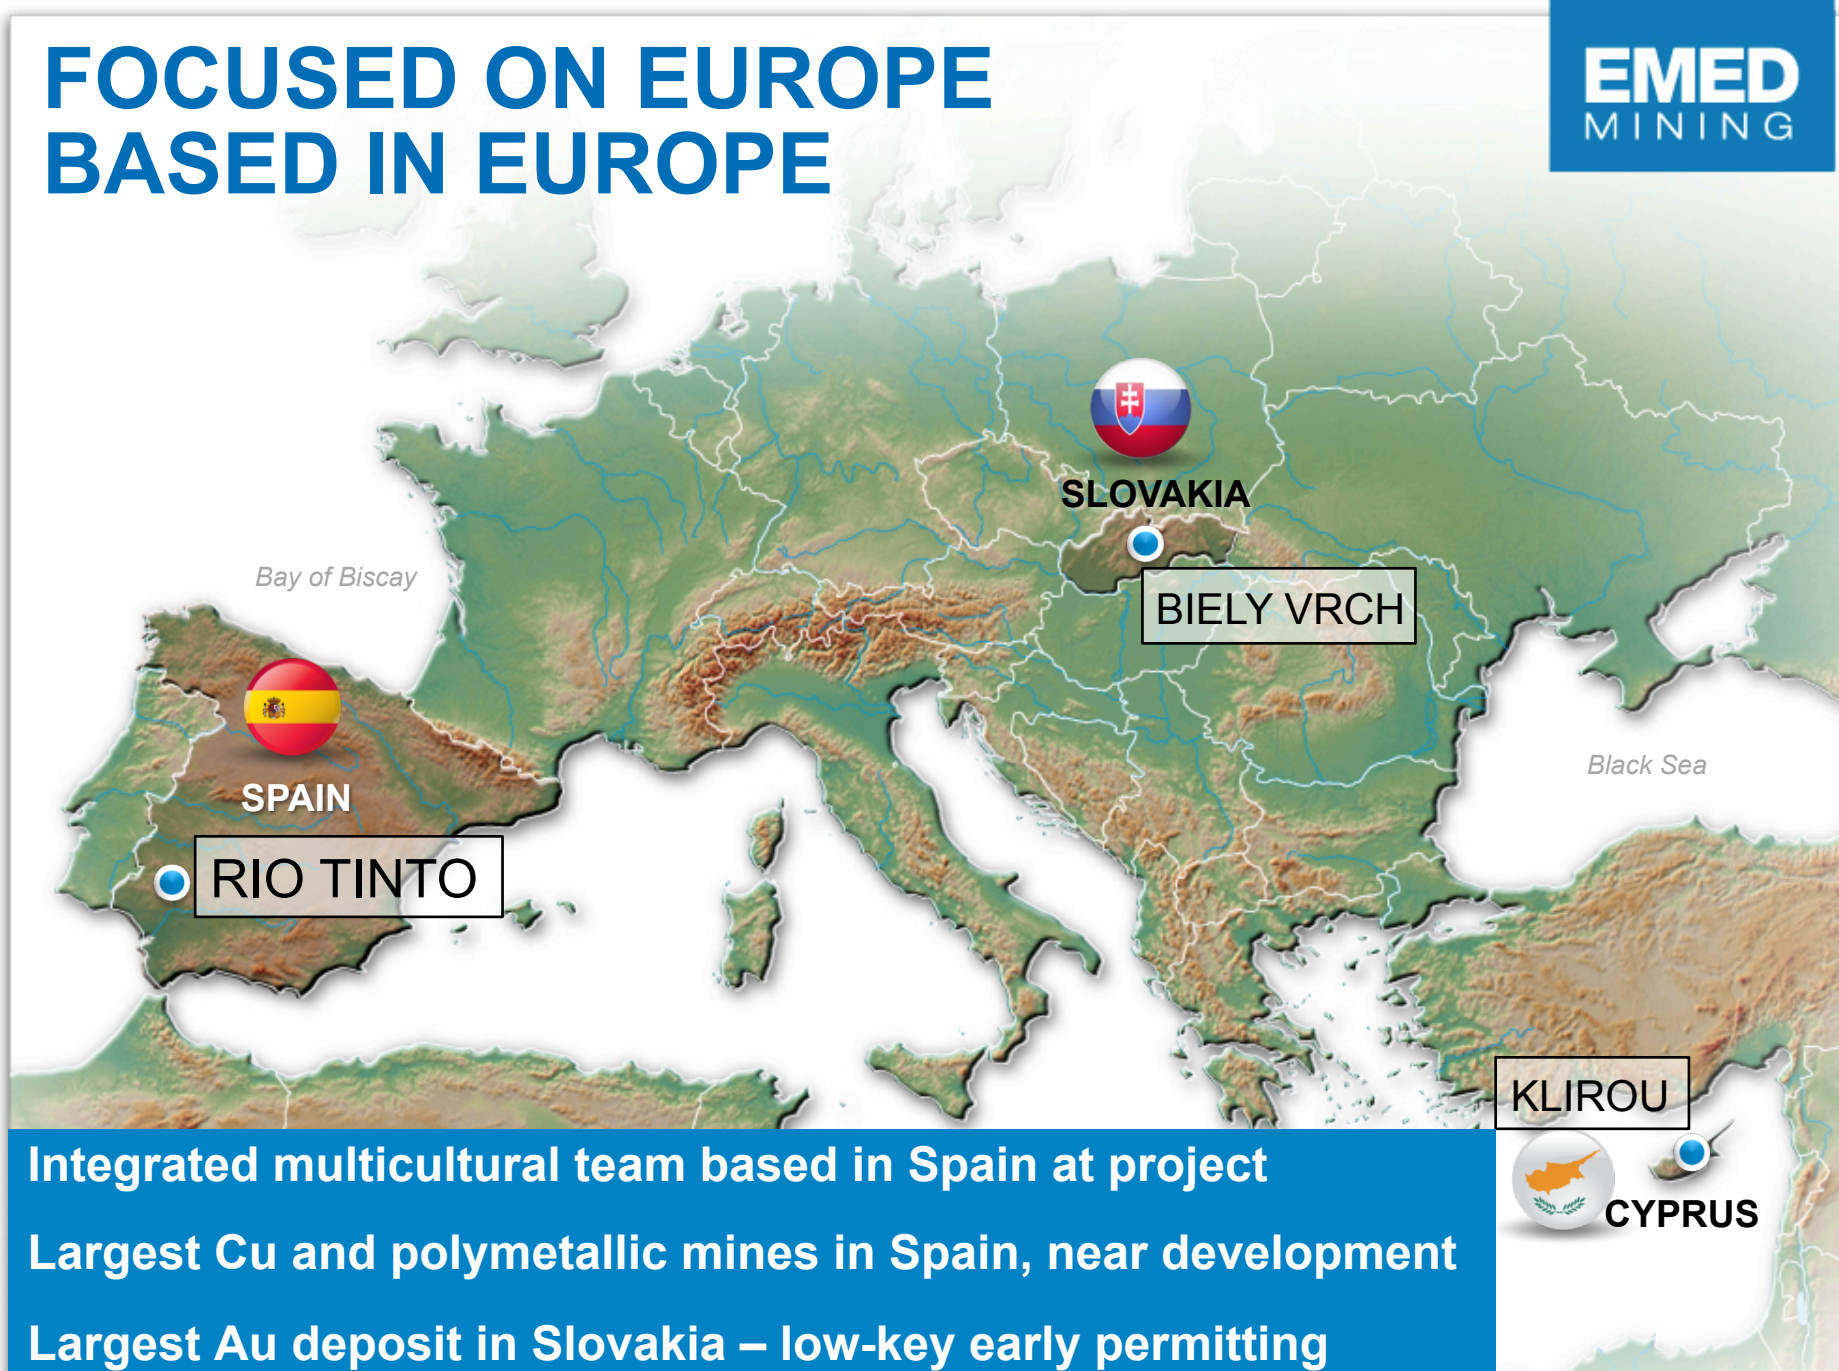 FOCUSED ON EUROPE
BASED IN EUROPE
EMED
MINING
SLOVAKIA
BIELY VRCH
Bay of Biscay
SPAIN
Black Sea
RIO TINTO
KLIROU
CYPRUS
Integrated multicultural team based in Spain at project
Largest Cu and polymetallic mines in Spain, near development
Largest Au deposit in Slovakia – low-key early permitting